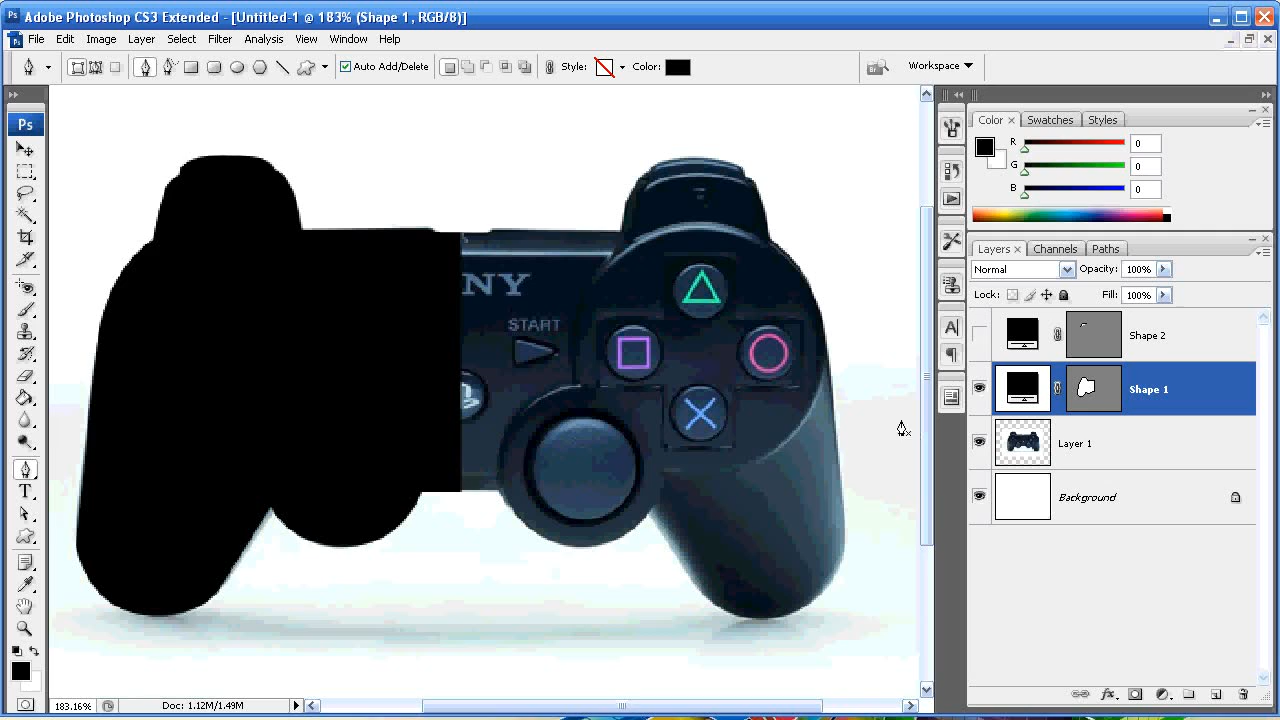 Adobe Photoshop CS3 Extended - [Untitled-1 @ 183% (Shape 1, RGB/8)]
File Edit Image Layer Select Filter Analysis View Window Help
Auto Add/Delete Style: Color: Workspace
Ps
Color Swatches Styles
R 0
G 0
B 0
Layers Channels Paths
Normal Opacity: 100%
Lock: Fill: 100%
Shape 2
Shape 1
Layer 1
Background
NY
START
183.16% Doc: 1.12M/1.49M